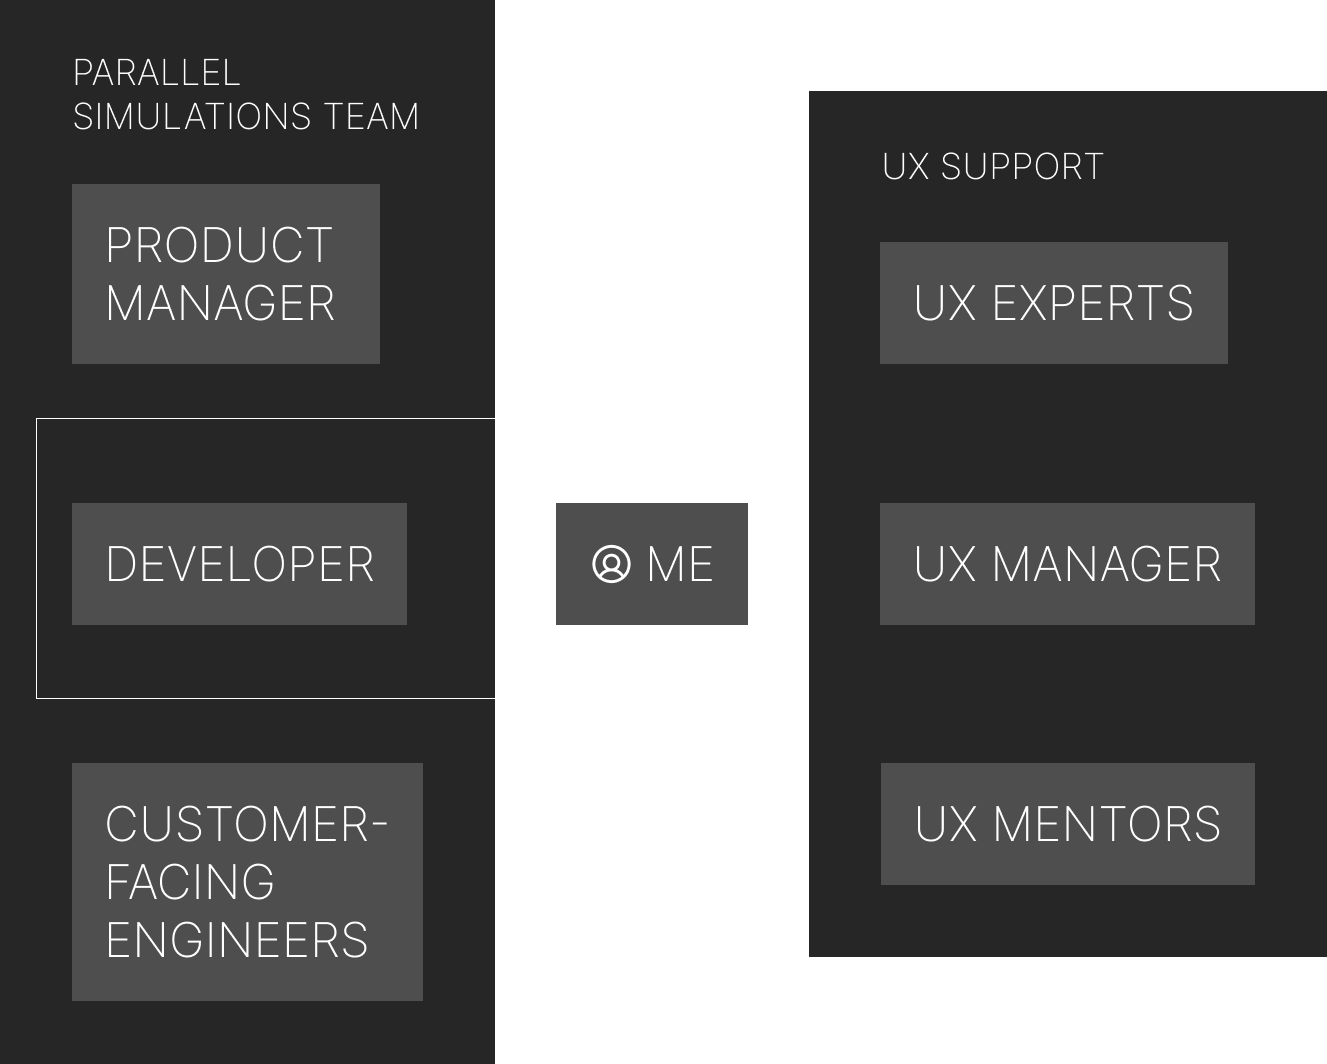 PARALLEL
SIMULATIONS TEAM
PRODUCT
MANAGER
DEVELOPER
CUSTOMER-
FACING
ENGINEERS
ME
UX SUPPORT
UX EXPERTS
UX MANAGER
UX MENTORS